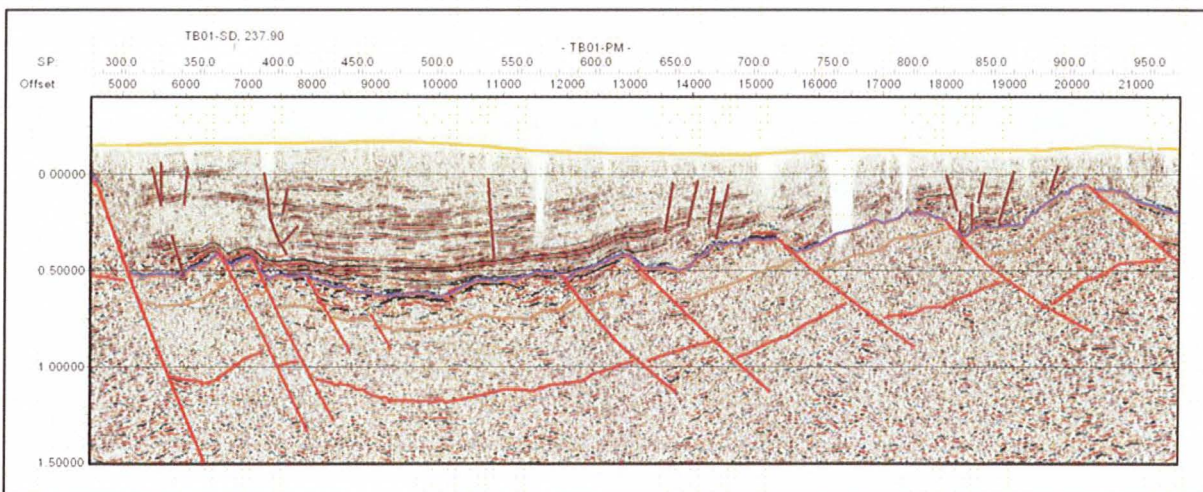 TB01-SD, 237.90
- TB01-PM -
SP: 300.0 350.0 400.0 450.0 500.0 550.0 600.0 650.0 700.0 750.0 800.0 850.0 900.0 950.0
Offset 5000 6000 7000 8000 9000 10000 11000 12000 13000 14000 15000 16000 17000 18000 19000 20000 21000
0 00000
0 50000
1 00000
1 50000